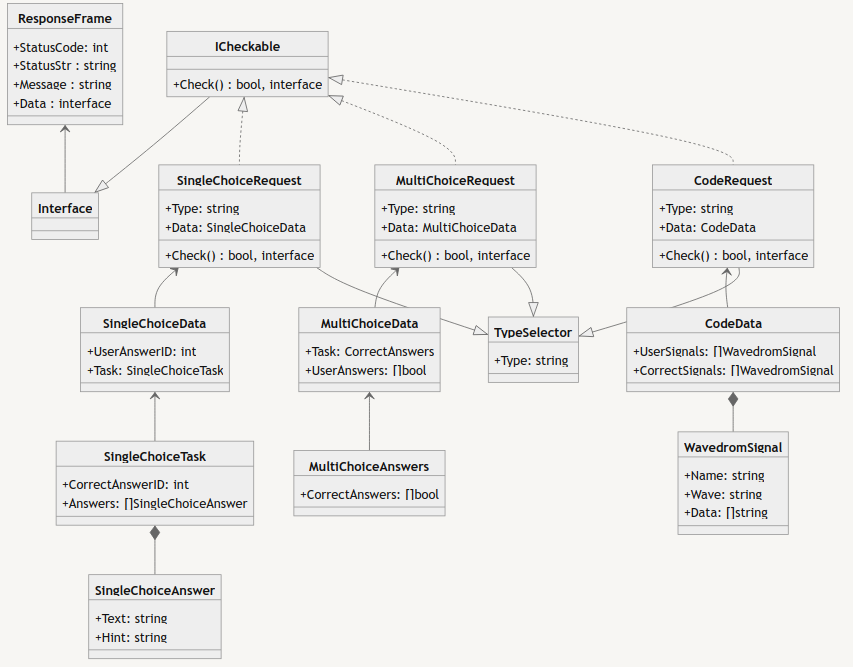 ResponseFrame
+StatusCode: int
+StatusStr : string
+Message : string
+Data : interface
ICheckable
+Check() : bool, interface
Interface
SingleChoiceRequest
+Type: string
+Data: SingleChoiceData
+Check() : bool, interface
MultiChoiceRequest
+Type: string
+Data: MultiChoiceData
+Check() : bool, interface
CodeRequest
+Type: string
+Data: CodeData
+Check() : bool, interface
SingleChoiceData
+UserAnswerID: int
+Task: SingleChoiceTask
MultiChoiceData
+Task: CorrectAnswers
+UserAnswers: []bool
TypeSelector
+Type: string
CodeData
+UserSignals: []WavedromSignal
+CorrectSignals: []WavedromSignal
SingleChoiceTask
+CorrectAnswerID: int
+Answers: []SingleChoiceAnswer
MultiChoiceAnswers
+CorrectAnswers: []bool
WavedromSignal
+Name: string
+Wave: string
+Data: []string
SingleChoiceAnswer
+Text: string
+Hint: string